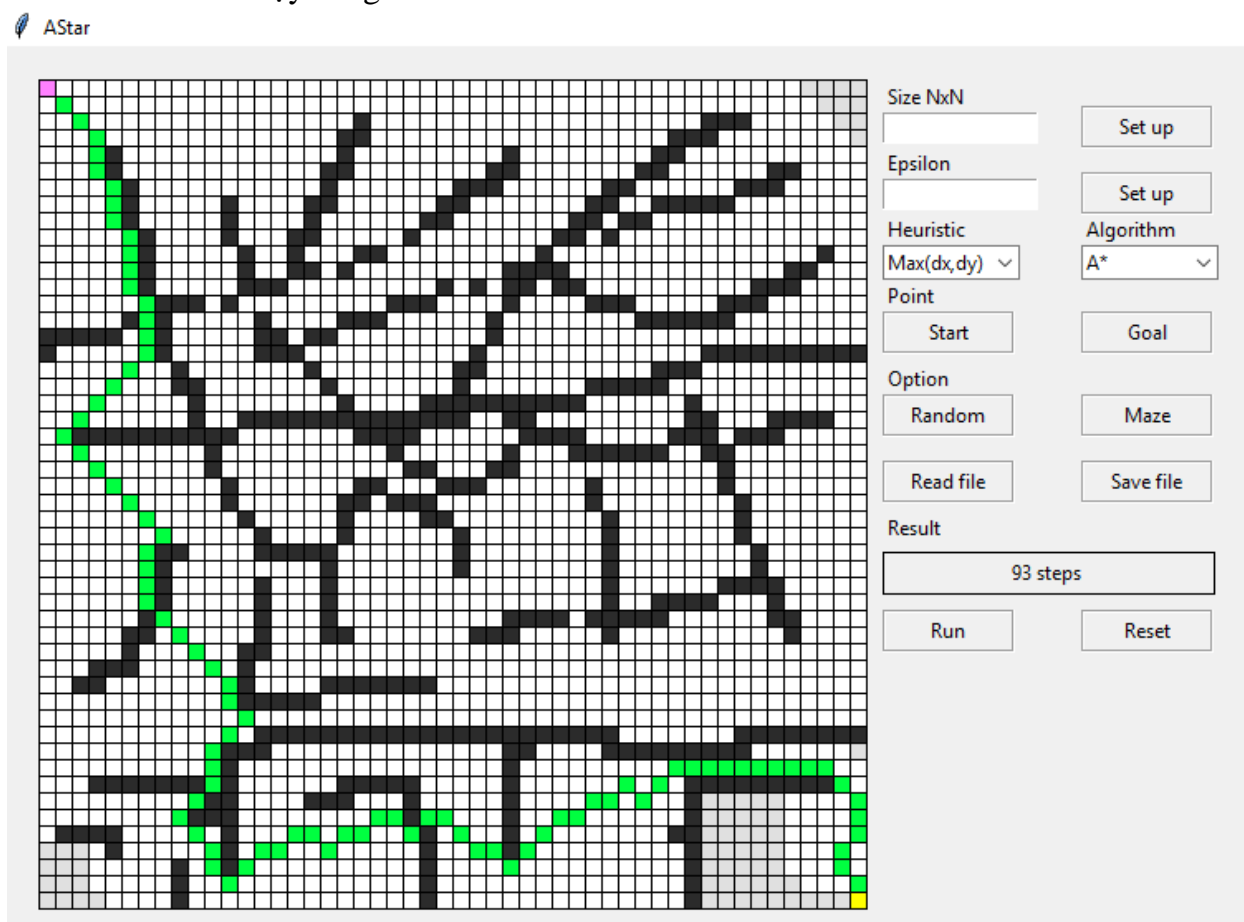 AStar
Size NxN
Set up
Epsilon
Set up
Heuristic
Algorithm
Max(dx,dy)
A*
Point
Start
Goal
Option
Random
Maze
Read file
Save file
Result
93 steps
Run
Reset